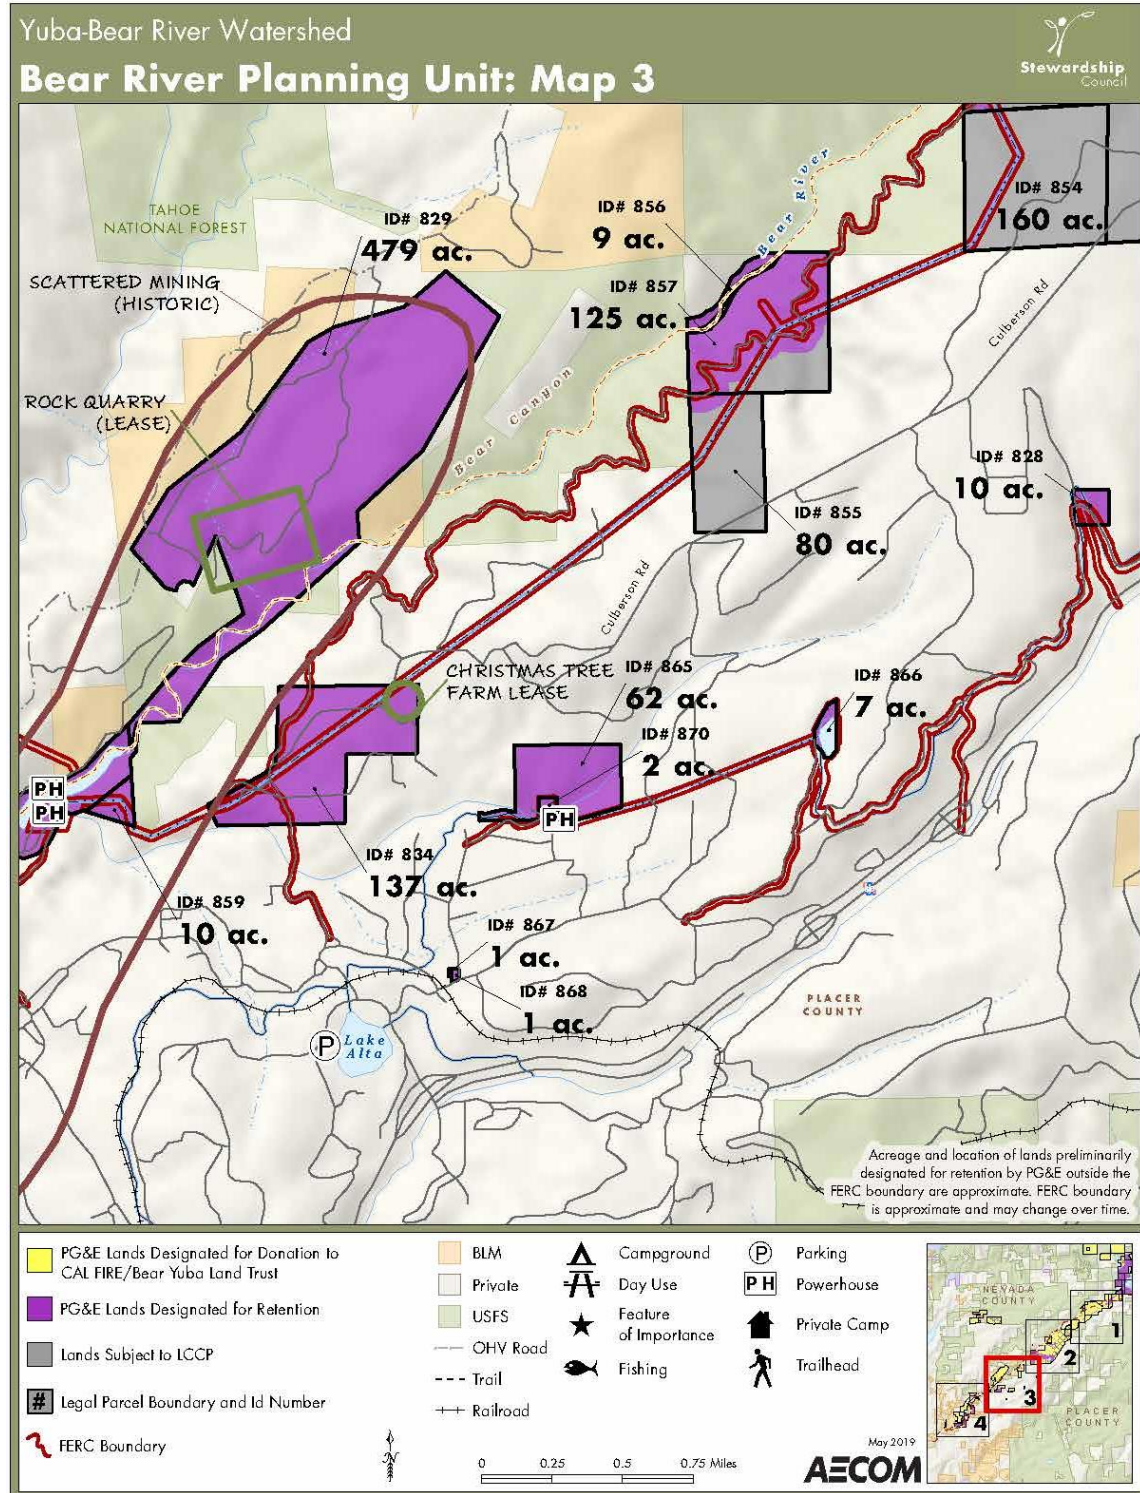 Yuba-Bear River Watershed
Bear River Planning Unit: Map 3
Stewardship
Council
TAHOE
NATIONAL FOREST
SCATTERED MINING
(HISTORIC)
ROCK QUARRY
(LEASE)
ID# 829
479 ac.
ID# 856
9 ac.
ID# 857
125 ac.
Bear River
ID# 854
160 ac.
Culberson Rd
Bear Canyon
ID# 828
10 ac.
ID# 855
80 ac.
Culberson Rd
CHRISTMAS TREE
FARM LEASE
ID# 865
62 ac.
ID# 870
2 ac.
ID# 866
7 ac.
PH
PH
PH
ID# 834
137 ac.
ID# 859
10 ac.
ID# 867
1 ac.
ID# 868
1 ac.
PLACER
COUNTY
P
Lake
Alta
Acreage and location of lands preliminarily
designated for retention by PG&E outside the
FERC boundary are approximate. FERC boundary
is approximate and may change over time.
PG&E Lands Designated for Donation to
CAL FIRE/Bear Yuba Land Trust
PG&E Lands Designated for Retention
Lands Subject to LCCP
# Legal Parcel Boundary and Id Number
FERC Boundary
BLM
Private
USFS
OHV Road
Trail
Railroad
Campground
Day Use
Feature
of Importance
Fishing
P Parking
PH Powerhouse
Private Camp
Trailhead
N
0 0.25 0.5 0.75 Miles
May 2019
AECOM
NEVADA
COUNTY
1
2
3
4
PLACER
COUNTY